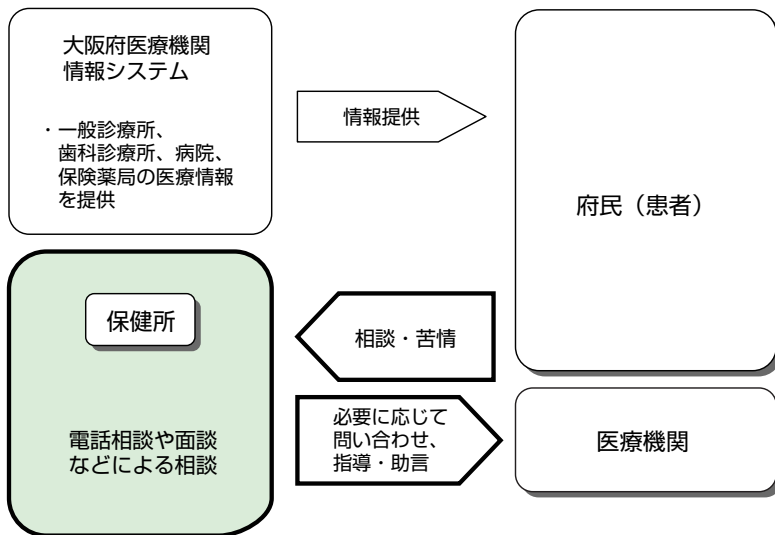 大阪府医療機関
情報システム
・一般診療所、
歯科診療所、病院、
保険薬局の医療情報
を提供
情報提供
府民（患者）
保健所
電話相談や面談
などによる相談
相談・苦情
必要に応じて
問い合わせ、
指導・助言
医療機関